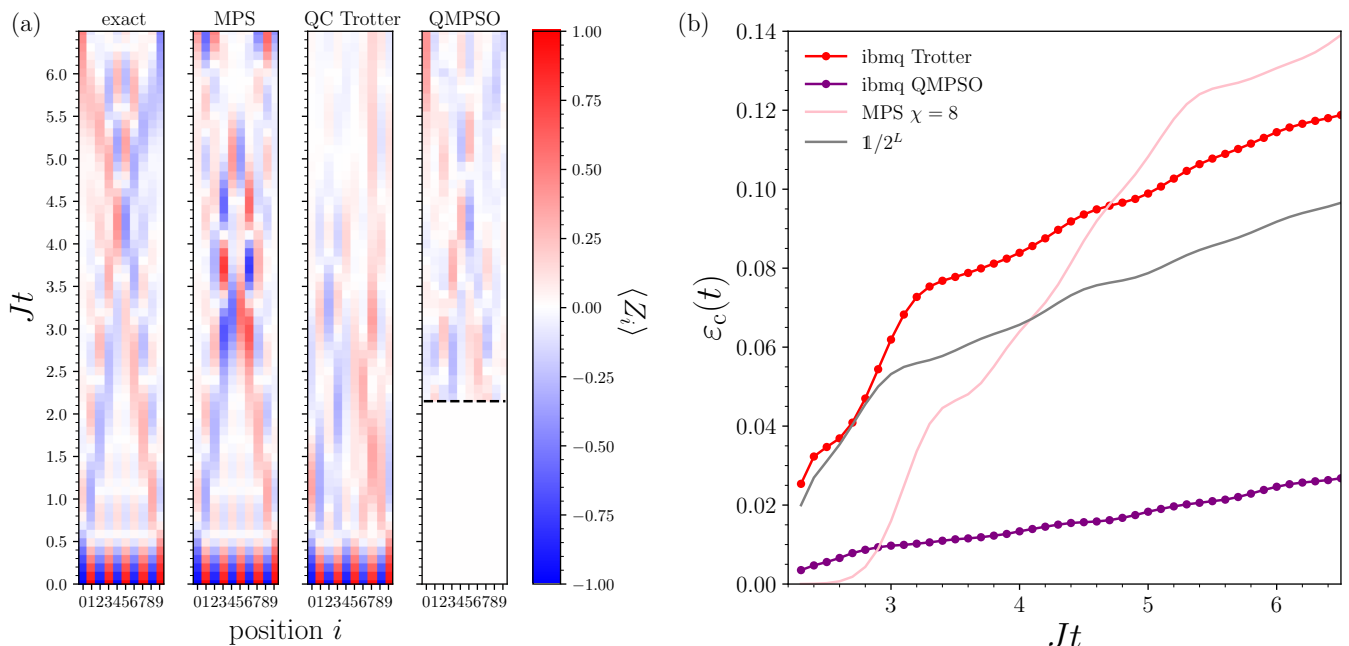 (a)
exact
MPS
QC Trotter
QMPSO
6.0
5.5
5.0
4.5
4.0
3.5
3.0
2.5
2.0
1.5
1.0
0.5
0.0
Jt
0123456789
0123456789
0123456789
0123456789
position i
1.00
0.75
0.50
0.25
0.00
−0.25
−0.50
−0.75
−1.00
⟨Z_i⟩
(b)
ibmq Trotter
ibmq QMPSO
MPS χ = 8
𝟙/2^L
0.14
0.12
0.10
0.08
0.06
0.04
0.02
0.00
ε_c(t)
3
4
5
6
Jt